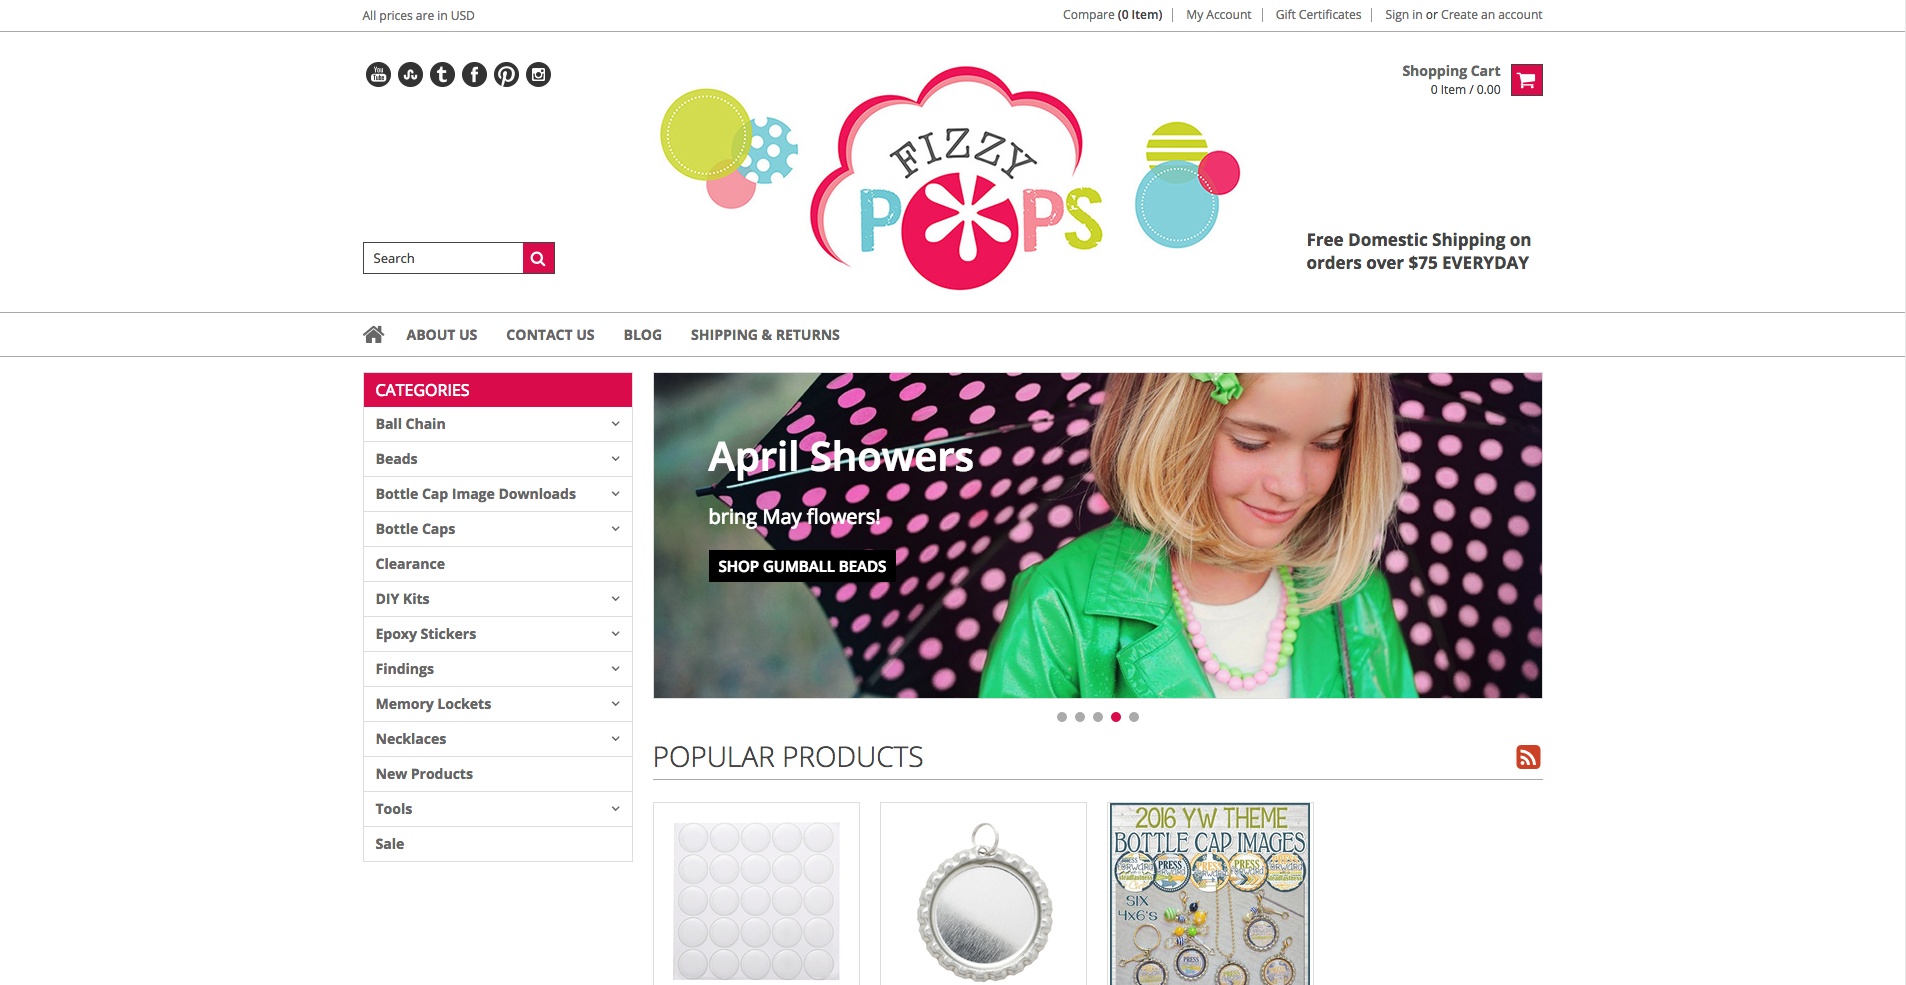 All prices are in USD
Compare (0 Item)
My Account
Gift Certificates
Sign in or Create an account
You Tube
Shopping Cart
0 Item / 0.00
FIZZY
POPS
Search
Free Domestic Shipping on
orders over $75 EVERYDAY
ABOUT US
CONTACT US
BLOG
SHIPPING & RETURNS
CATEGORIES
Ball Chain
Beads
Bottle Cap Image Downloads
Bottle Caps
Clearance
DIY Kits
Epoxy Stickers
Findings
Memory Lockets
Necklaces
New Products
Tools
Sale
April Showers
bring May flowers!
SHOP GUMBALL BEADS
POPULAR PRODUCTS
2016 YW THEME
BOTTLE CAP IMAGES
PRESS
PRESS
SIX
4x6's
PRESS